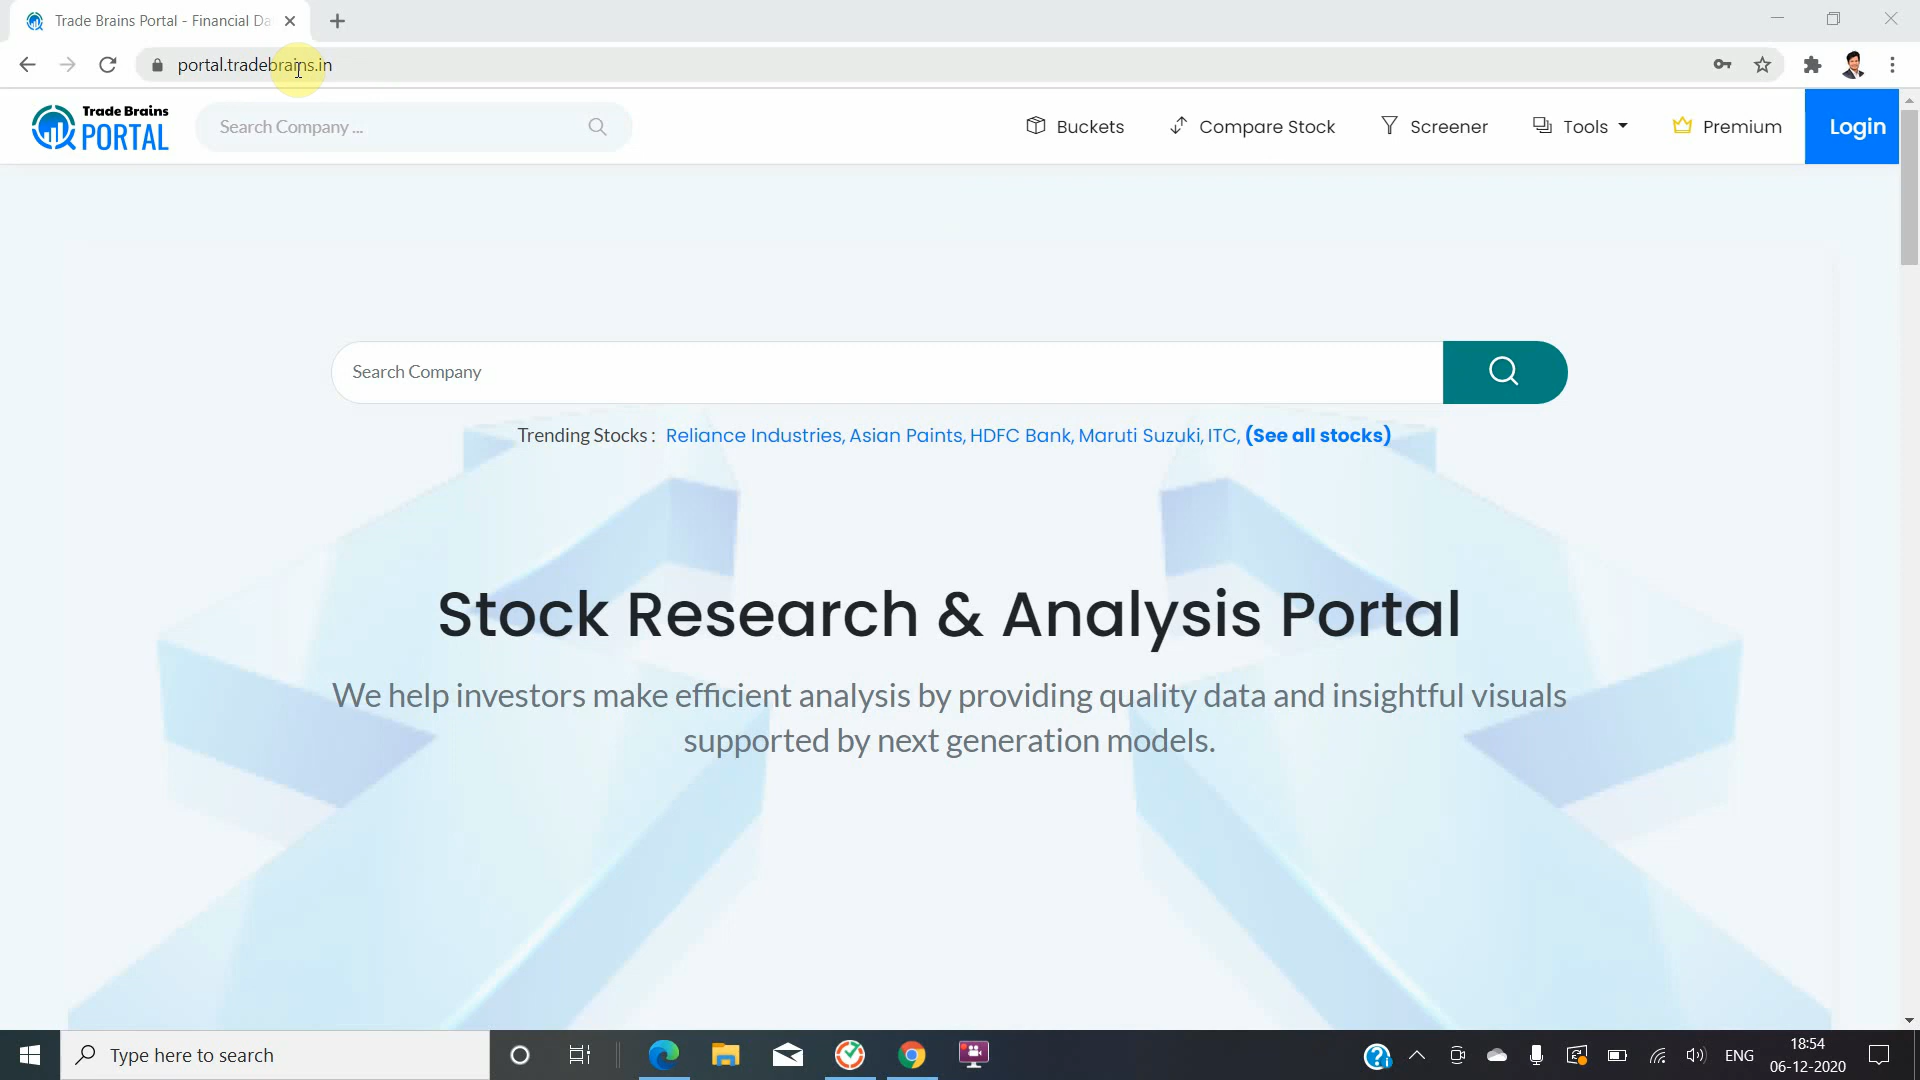 Trade Brains Portal - Financial Da
portal.tradebrains.in
Trade Brains
PORTAL
Search Company ...
Buckets
Compare Stock
Screener
Tools
Premium
Login
Search Company
Trending Stocks : Reliance Industries, Asian Paints, HDFC Bank, Maruti Suzuki, ITC, (See all stocks)
Stock Research & Analysis Portal
We help investors make efficient analysis by providing quality data and insightful visuals
supported by next generation models.
Type here to search
ENG
18:54
06-12-2020